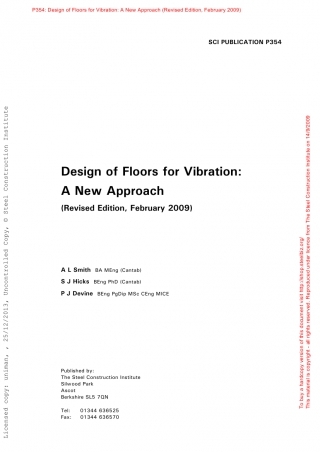 P354: Design of Floors for Vibration: A New Approach (Revised Edition, February 2009)
SCI PUBLICATION P354
Design of Floors for Vibration:
A New Approach
(Revised Edition, February 2009)
A L Smith BA MEng (Cantab)
S J Hicks BEng PhD (Cantab)
P J Devine BEng PgDip MSc CEng MICE
Published by:
The Steel Construction Institute
Silwood Park
Ascot
Berkshire SL5 7QN
Tel: 01344 636525
Fax: 01344 636570
Licensed copy: uniman, , 25/12/2013, Uncontrolled Copy, © Steel Construction Institute
To buy a hardcopy version of this document visit http://shop.steelbiz.org/
This material is copyright - all rights reserved. Reproduced under license from The Steel Construction Institute on 14/8/2009